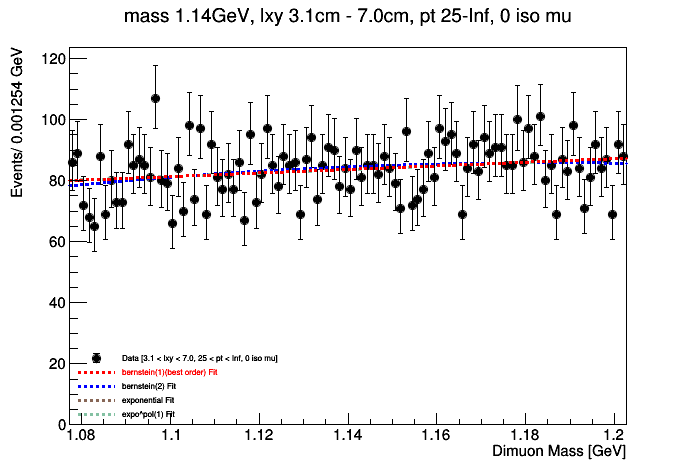 mass 1.14GeV, lxy 3.1cm - 7.0cm, pt 25-Inf, 0 iso mu
Events/ 0.001254 GeV
120
100
80
60
40
20
0
Data [3.1 < lxy < 7.0, 25 < pt < Inf, 0 iso mu]
bernstein(1)(best order) Fit
bernstein(2) Fit
exponential Fit
expo*pol(1) Fit
1.08 1.1 1.12 1.14 1.16 1.18 1.2
Dimuon Mass [GeV]